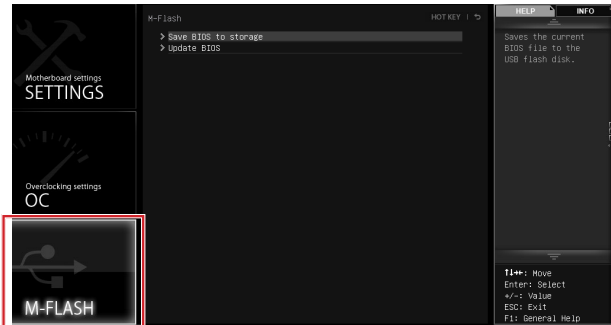 HELP
INFO
M-Flash
HOT KEY |
> Save BIOS to storage
> Update BIOS
Saves the current
BIOS file to the
USB flash disk.
Motherboard settings
SETTINGS
Overclocking settings
OC
M-FLASH
↑↓→←: Move
Enter: Select
+/-: Value
ESC: Exit
F1: General Help